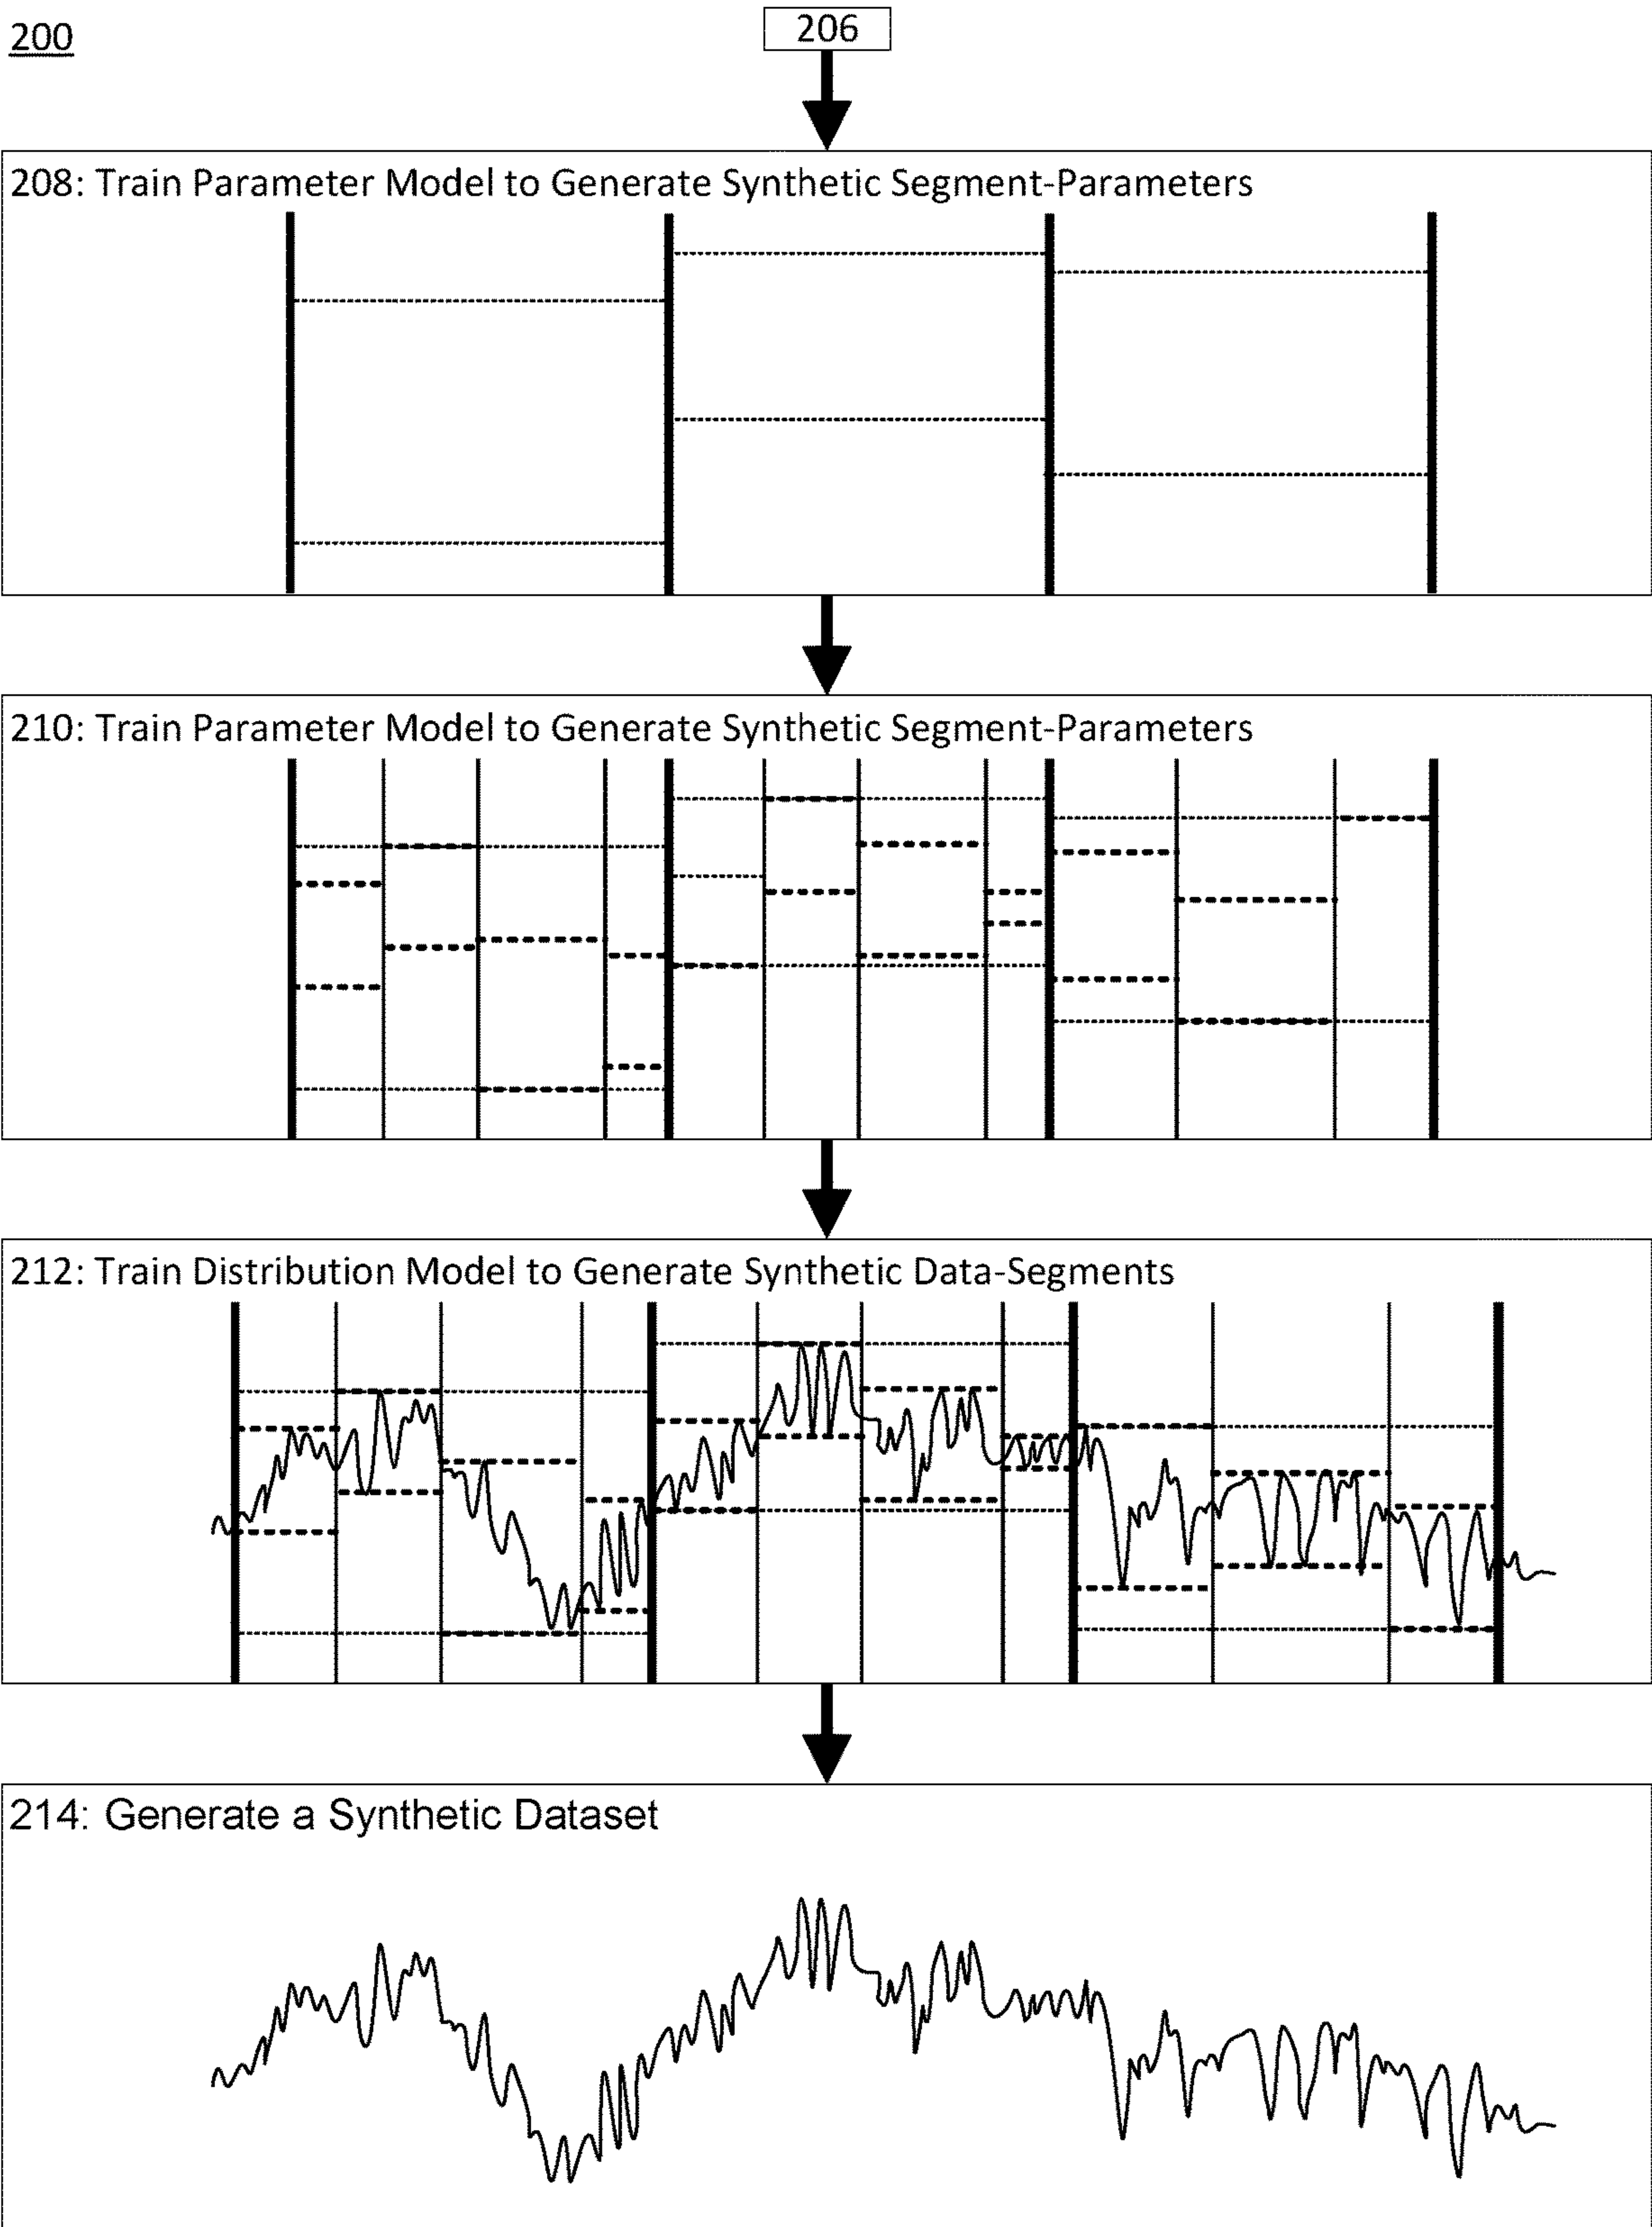 200
206
208: Train Parameter Model to Generate Synthetic Segment-Parameters
210: Train Parameter Model to Generate Synthetic Segment-Parameters
212: Train Distribution Model to Generate Synthetic Data-Segments
214: Generate a Synthetic Dataset